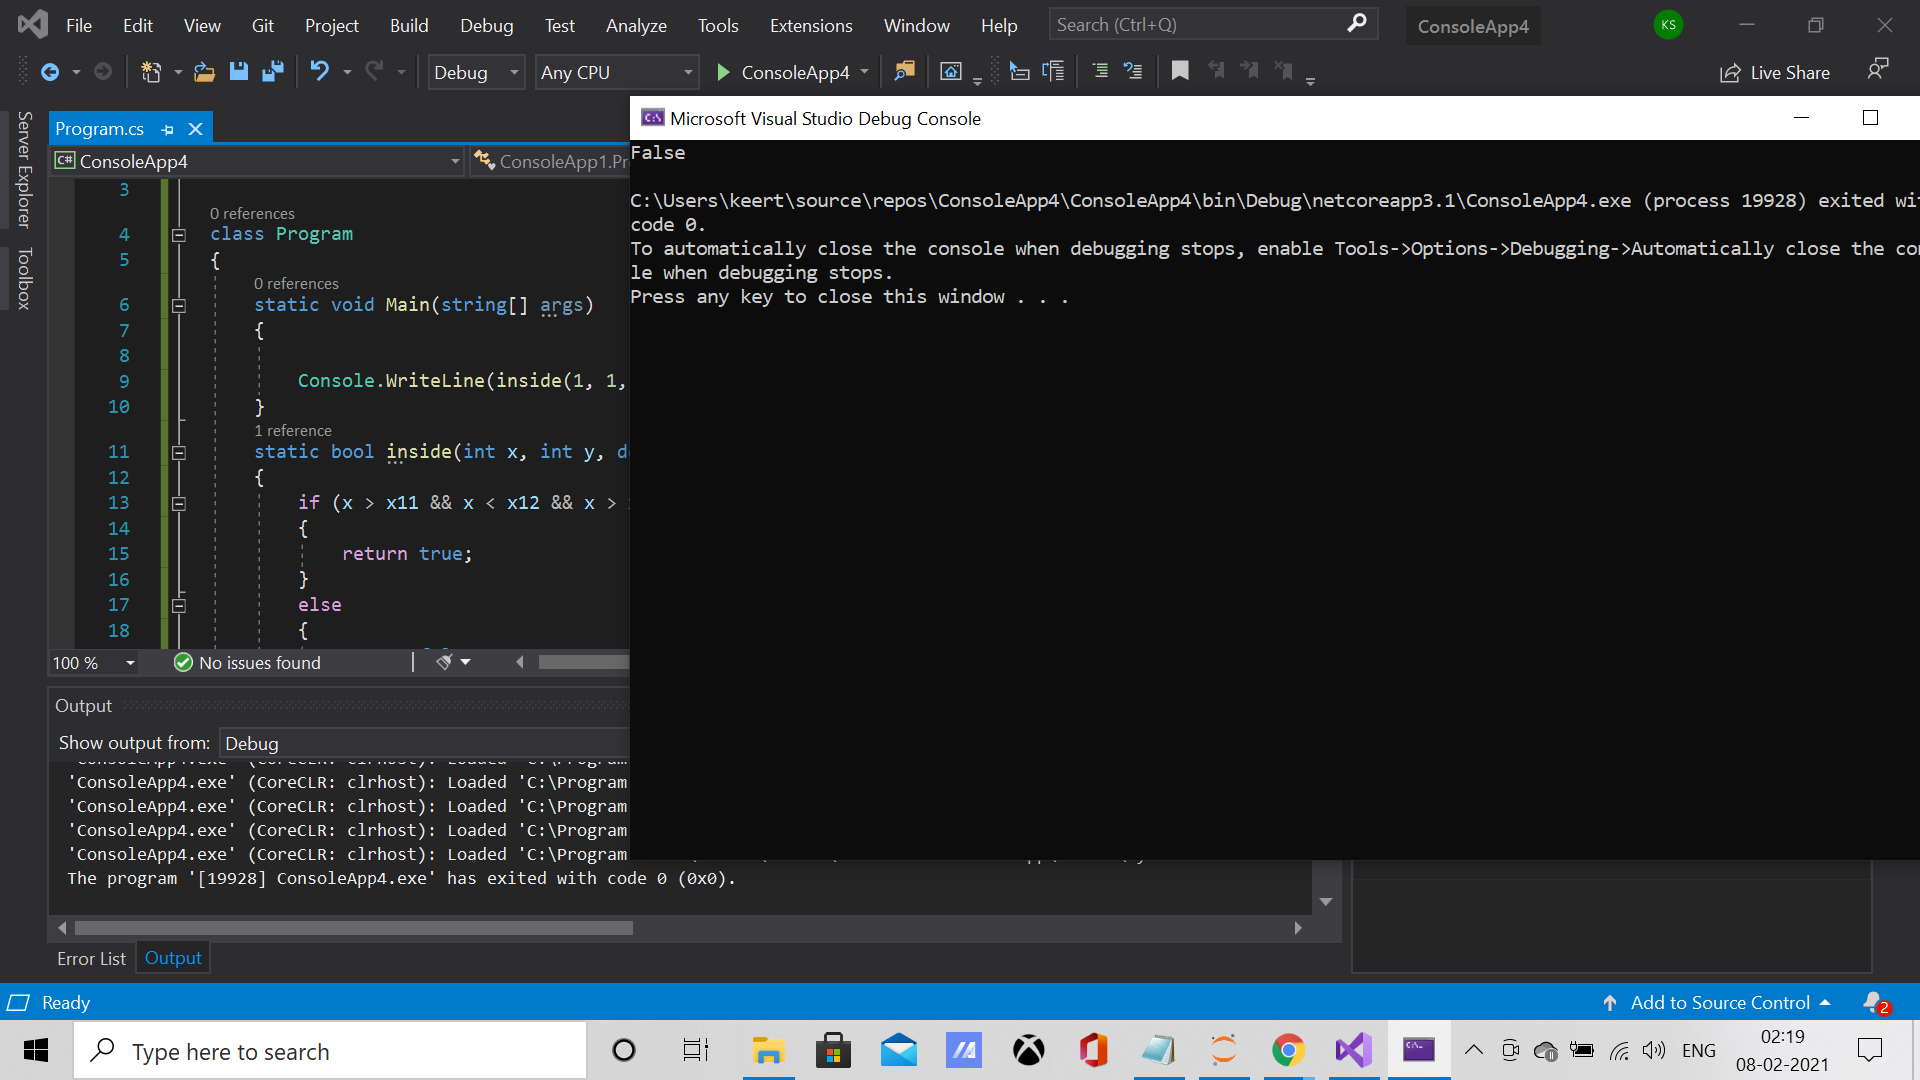 File Edit View Git Project Build Debug Test Analyze Tools Extensions Window Help Search (Ctrl+Q) ConsoleApp4 KS
Debug Any CPU ConsoleApp4 Live Share
Server Explorer
Toolbox
Program.cs
C# ConsoleApp4 ConsoleApp1.Pr
3
0 references
4 class Program
5 {
0 references
6 static void Main(string[] args)
7 {
8
9 Console.WriteLine(inside(1, 1,
10 }
1 reference
11 static bool inside(int x, int y, d
12 {
13 if (x > x11 && x < x12 && x >
14 {
15 return true;
16 }
17 else
18 {
100 % No issues found
Microsoft Visual Studio Debug Console
False
C:\Users\keert\source\repos\ConsoleApp4\ConsoleApp4\bin\Debug\netcoreapp3.1\ConsoleApp4.exe (process 19928) exited wi
code 0.
To automatically close the console when debugging stops, enable Tools->Options->Debugging->Automatically close the co
le when debugging stops.
Press any key to close this window . . .
Output
Show output from: Debug
'ConsoleApp4.exe' (CoreCLR: clrhost): Loaded 'C:\Program
'ConsoleApp4.exe' (CoreCLR: clrhost): Loaded 'C:\Program
'ConsoleApp4.exe' (CoreCLR: clrhost): Loaded 'C:\Program
'ConsoleApp4.exe' (CoreCLR: clrhost): Loaded 'C:\Program
'ConsoleApp4.exe' (CoreCLR: clrhost): Loaded 'C:\Program
The program '[19928] ConsoleApp4.exe' has exited with code 0 (0x0).
Error List Output
Ready Add to Source Control 2
Type here to search ENG 02:19
08-02-2021